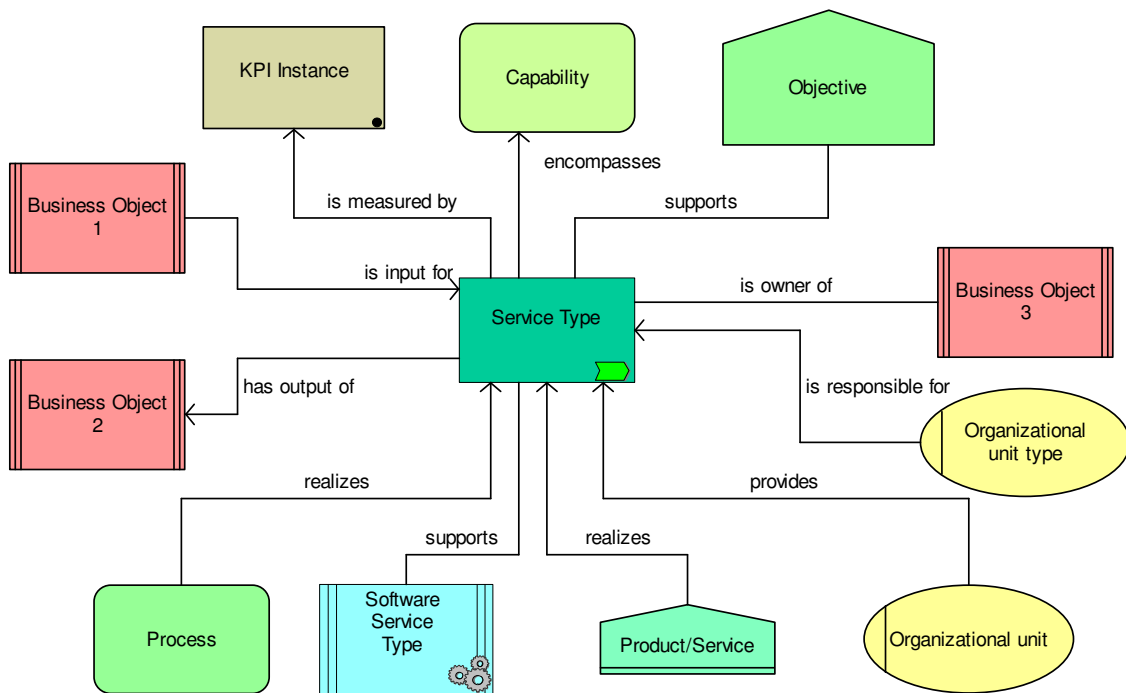 KPI Instance
Capability
Objective
encompasses
Business Object
1
is measured by
supports
is input for
is owner of
Business Object
3
Service Type
Business Object
2
has output of
is responsible for
Organizational
unit type
realizes
provides
supports
realizes
Process
Software
Service
Type
Product/Service
Organizational unit